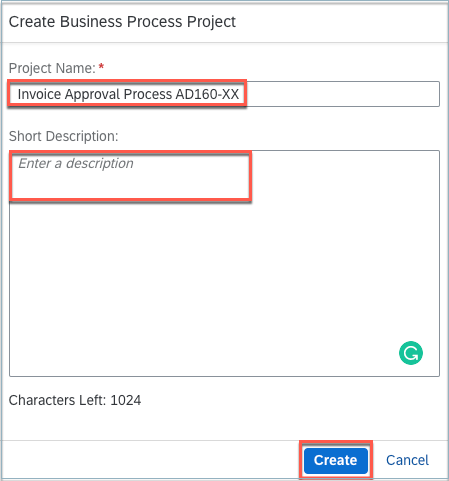 Create Business Process Project
Project Name: *
Invoice Approval Process AD160-XX
Short Description:
Enter a description
Characters Left: 1024
Create Cancel